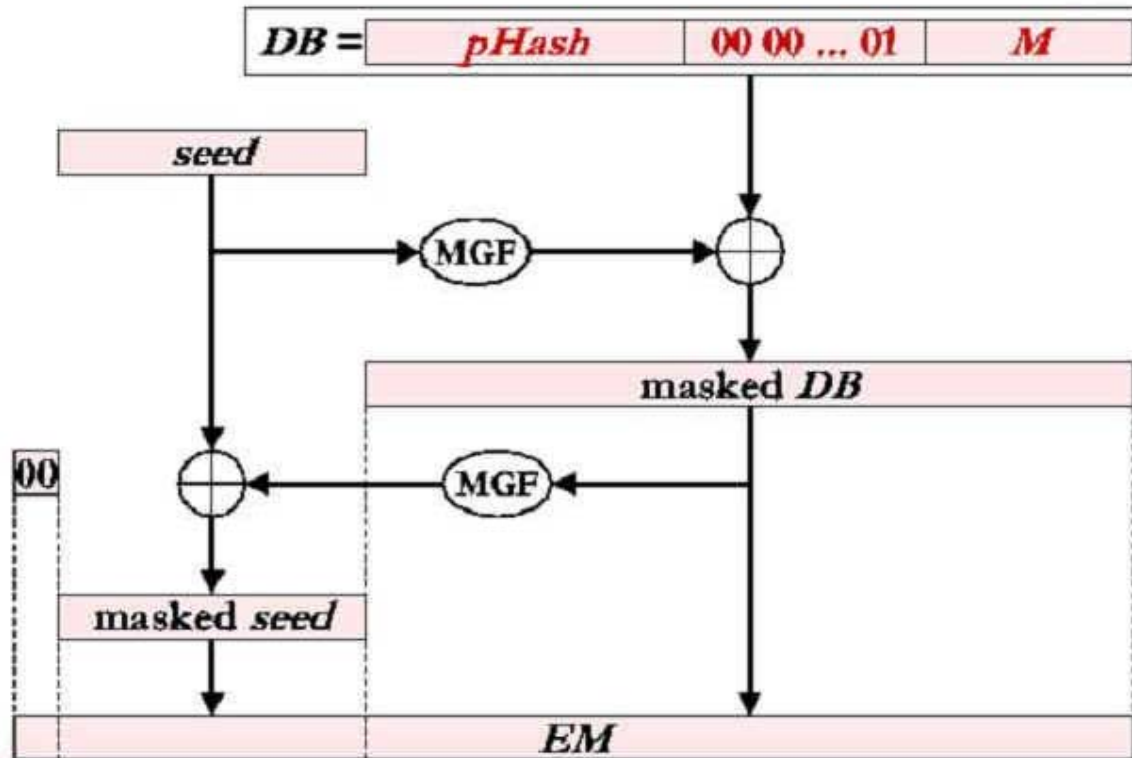 DB = pHash 00 00 ... 01 M
seed
MGF
masked DB
00
MGF
masked seed
EM